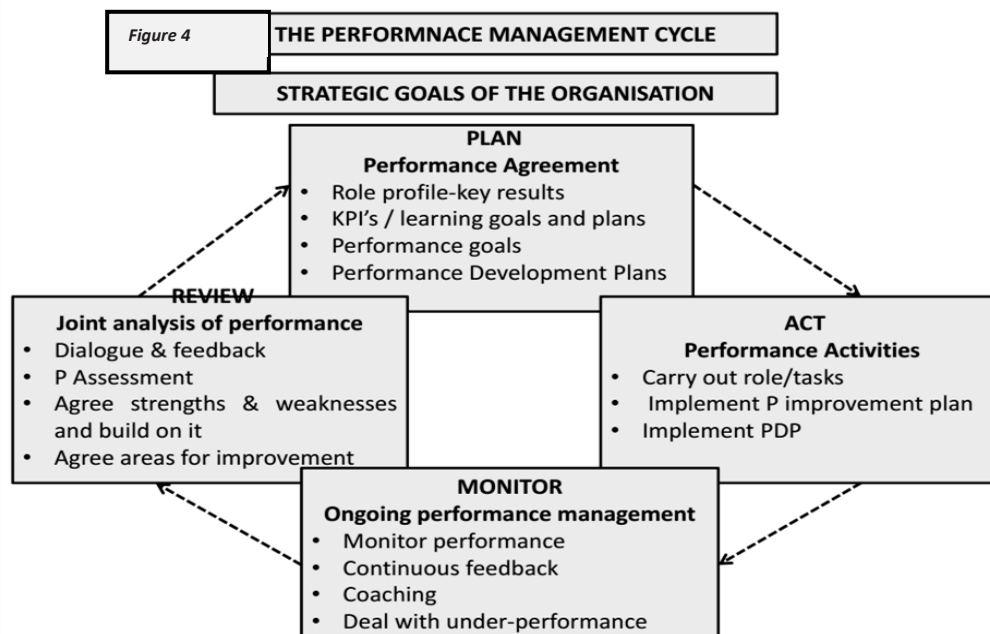 Figure 4
THE PERFORMNACE MANAGEMENT CYCLE
STRATEGIC GOALS OF THE ORGANISATION
PLAN
Performance Agreement
• Role profile-key results
• KPI's / learning goals and plans
• Performance goals
• Performance Development Plans
REVIEW
Joint analysis of performance
• Dialogue & feedback
• P Assessment
• Agree strengths & weaknesses
and build on it
• Agree areas for improvement
ACT
Performance Activities
• Carry out role/tasks
• Implement P improvement plan
• Implement PDP
MONITOR
Ongoing performance management
• Monitor performance
• Continuous feedback
• Coaching
• Deal with under-performance